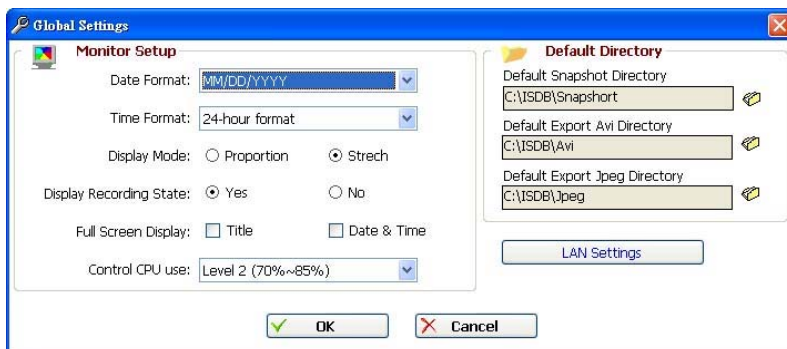 Global Settings
Monitor Setup
Date Format: MM/DD/YYYY
Time Format: 24-hour format
Display Mode: Proportion Strech
Display Recording State: Yes No
Full Screen Display: Title Date & Time
Control CPU use: Level 2 (70%~85%)
Default Directory
Default Snapshot Directory
C:\ISDB\Snapshort
Default Export Avi Directory
C:\ISDB\Avi
Default Export Jpeg Directory
C:\ISDB\Jpeg
LAN Settings
OK Cancel